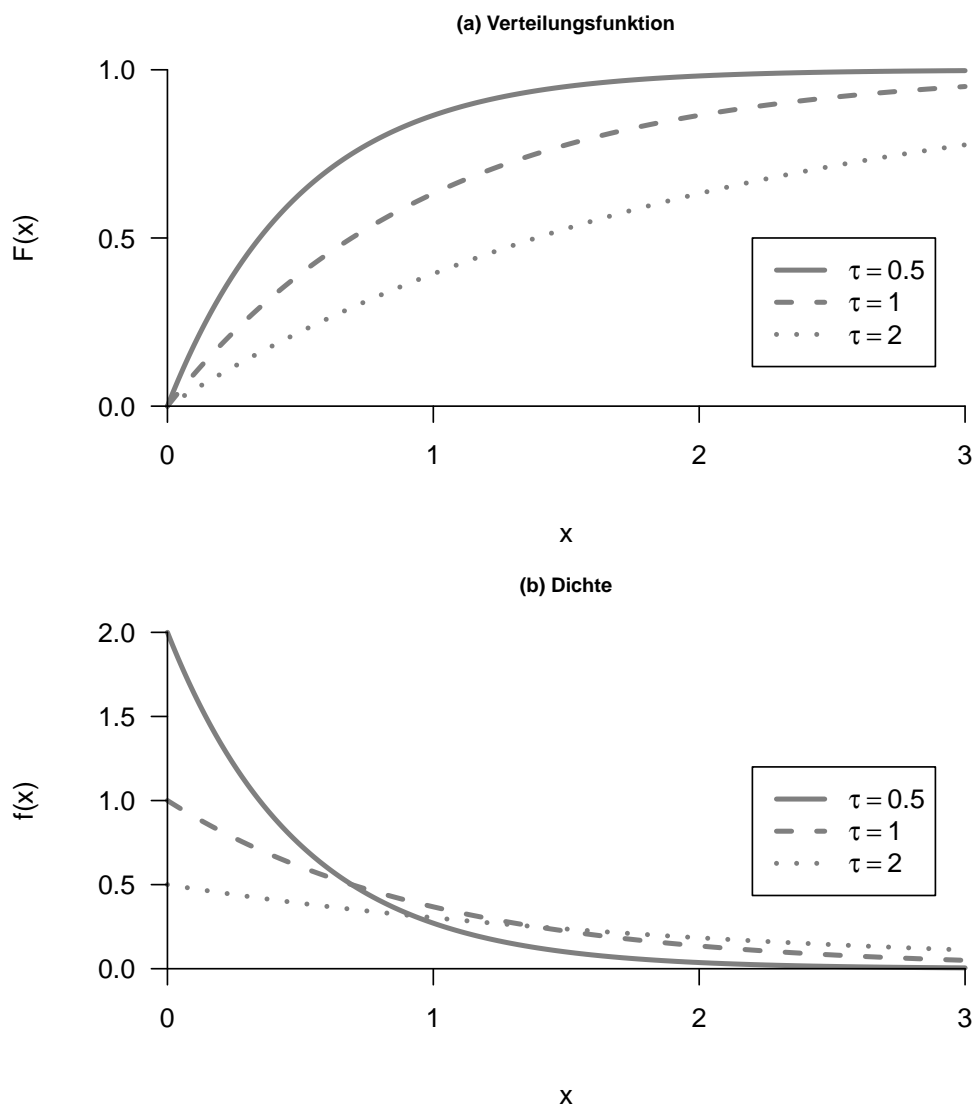 (a) Verteilungsfunktion
F(x)
1.0
0.5
0.0
τ = 0.5
τ = 1
τ = 2
0 1 2 3
x
(b) Dichte
f(x)
2.0
1.5
1.0
0.5
0.0
τ = 0.5
τ = 1
τ = 2
0 1 2 3
x